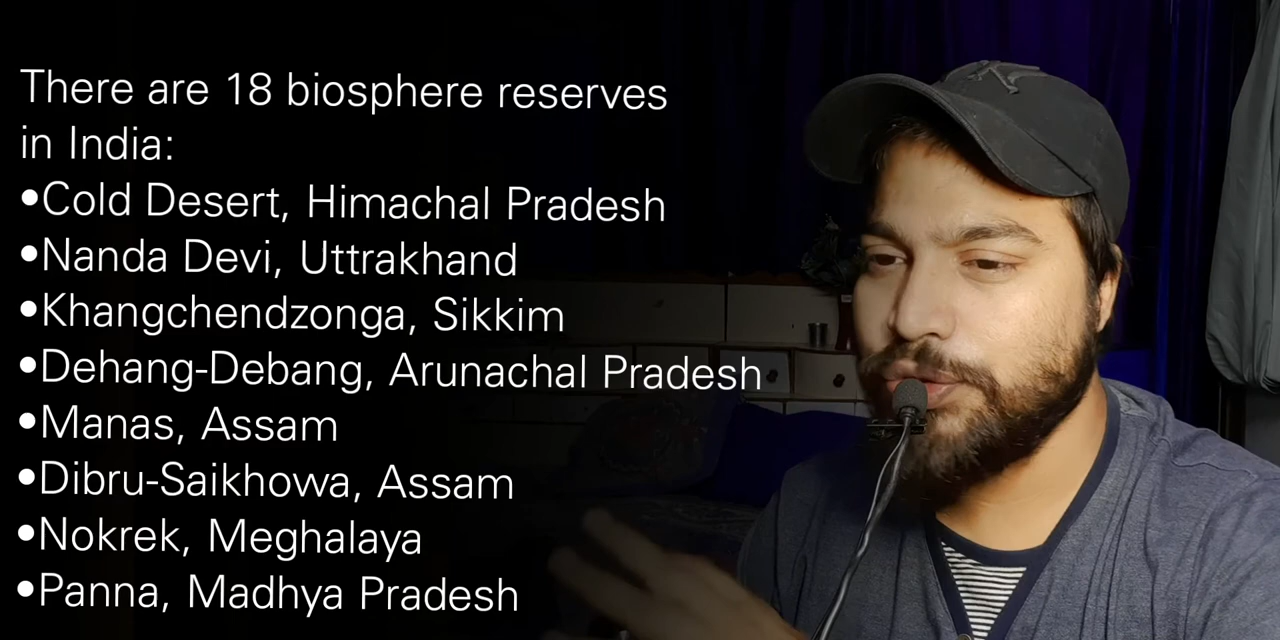 There are 18 biosphere reserves
in India:
•Cold Desert, Himachal Pradesh
•Nanda Devi, Uttrakhand
•Khangchendzonga, Sikkim
•Dehang-Debang, Arunachal Pradesh
•Manas, Assam
•Dibru-Saikhowa, Assam
•Nokrek, Meghalaya
•Panna, Madhya Pradesh